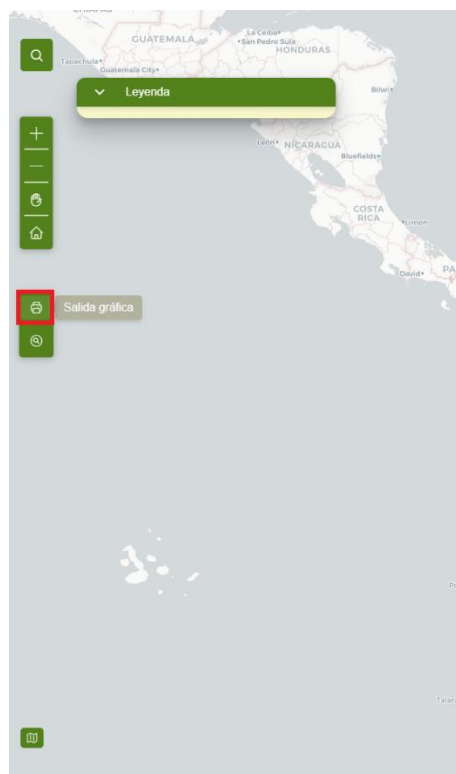 GUATEMALA
La Ceiba
San Pedro Sula
HONDURAS
Tapachula
Guatemala City
Leyenda
Bilwi
León
NICARAGUA
Bluefields
COSTA
RICA
Limon
David
PA
Salida gráfica